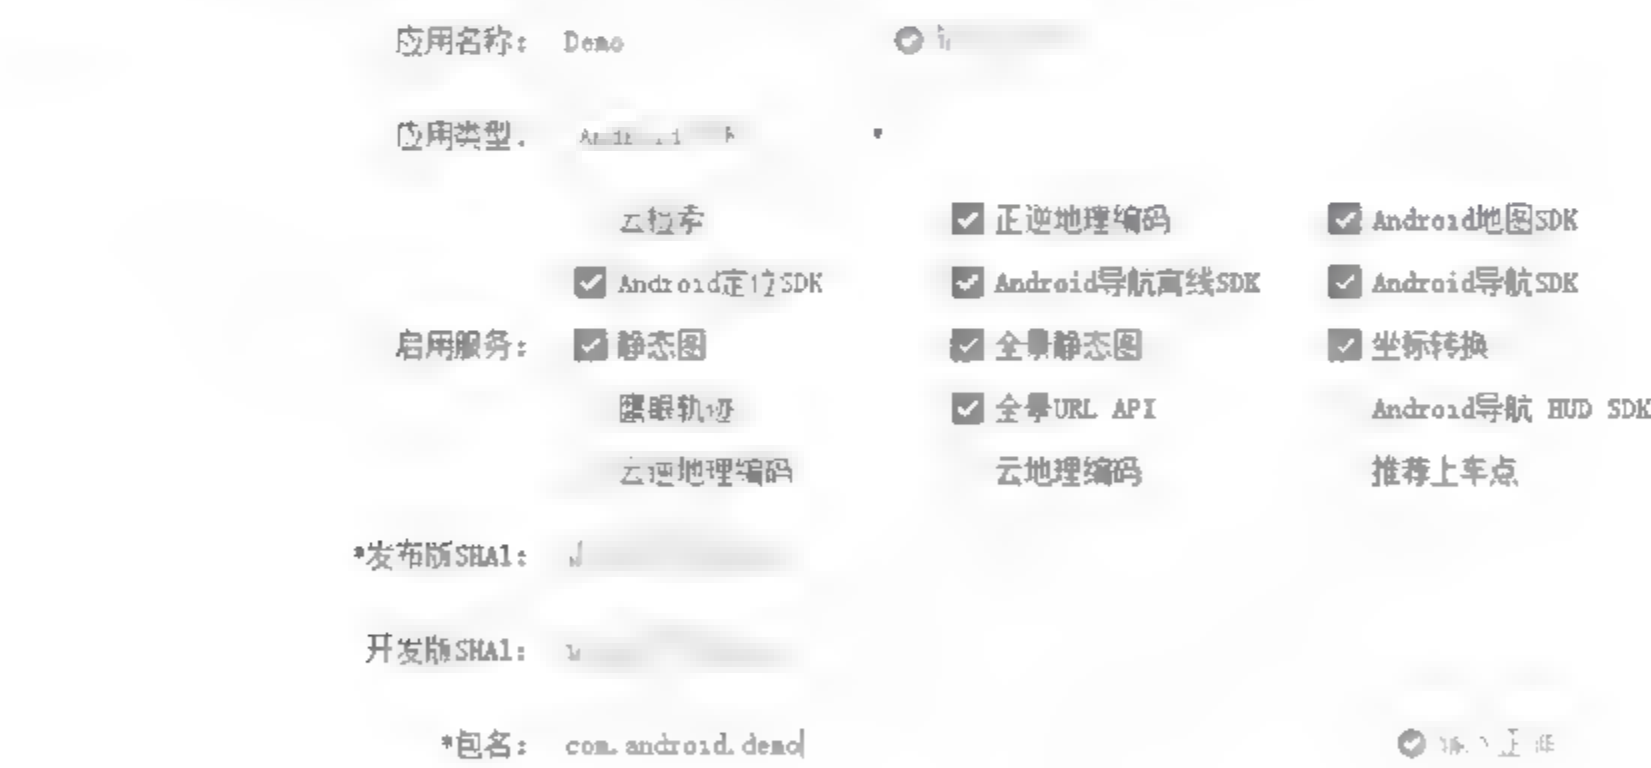 应用名称： Demo
应用类型：
云检索 正逆地理编码 Android地图SDK
Android定位SDK Android导航离线SDK Android导航SDK
启用服务： 静态图 全景静态图 坐标转换
鹰眼轨迹 全景URL API Android导航 HUD SDK
云逆地理编码 云地理编码 推荐上车点
*发布版SHA1：
开发版SHA1：
*包名： com.android.demo